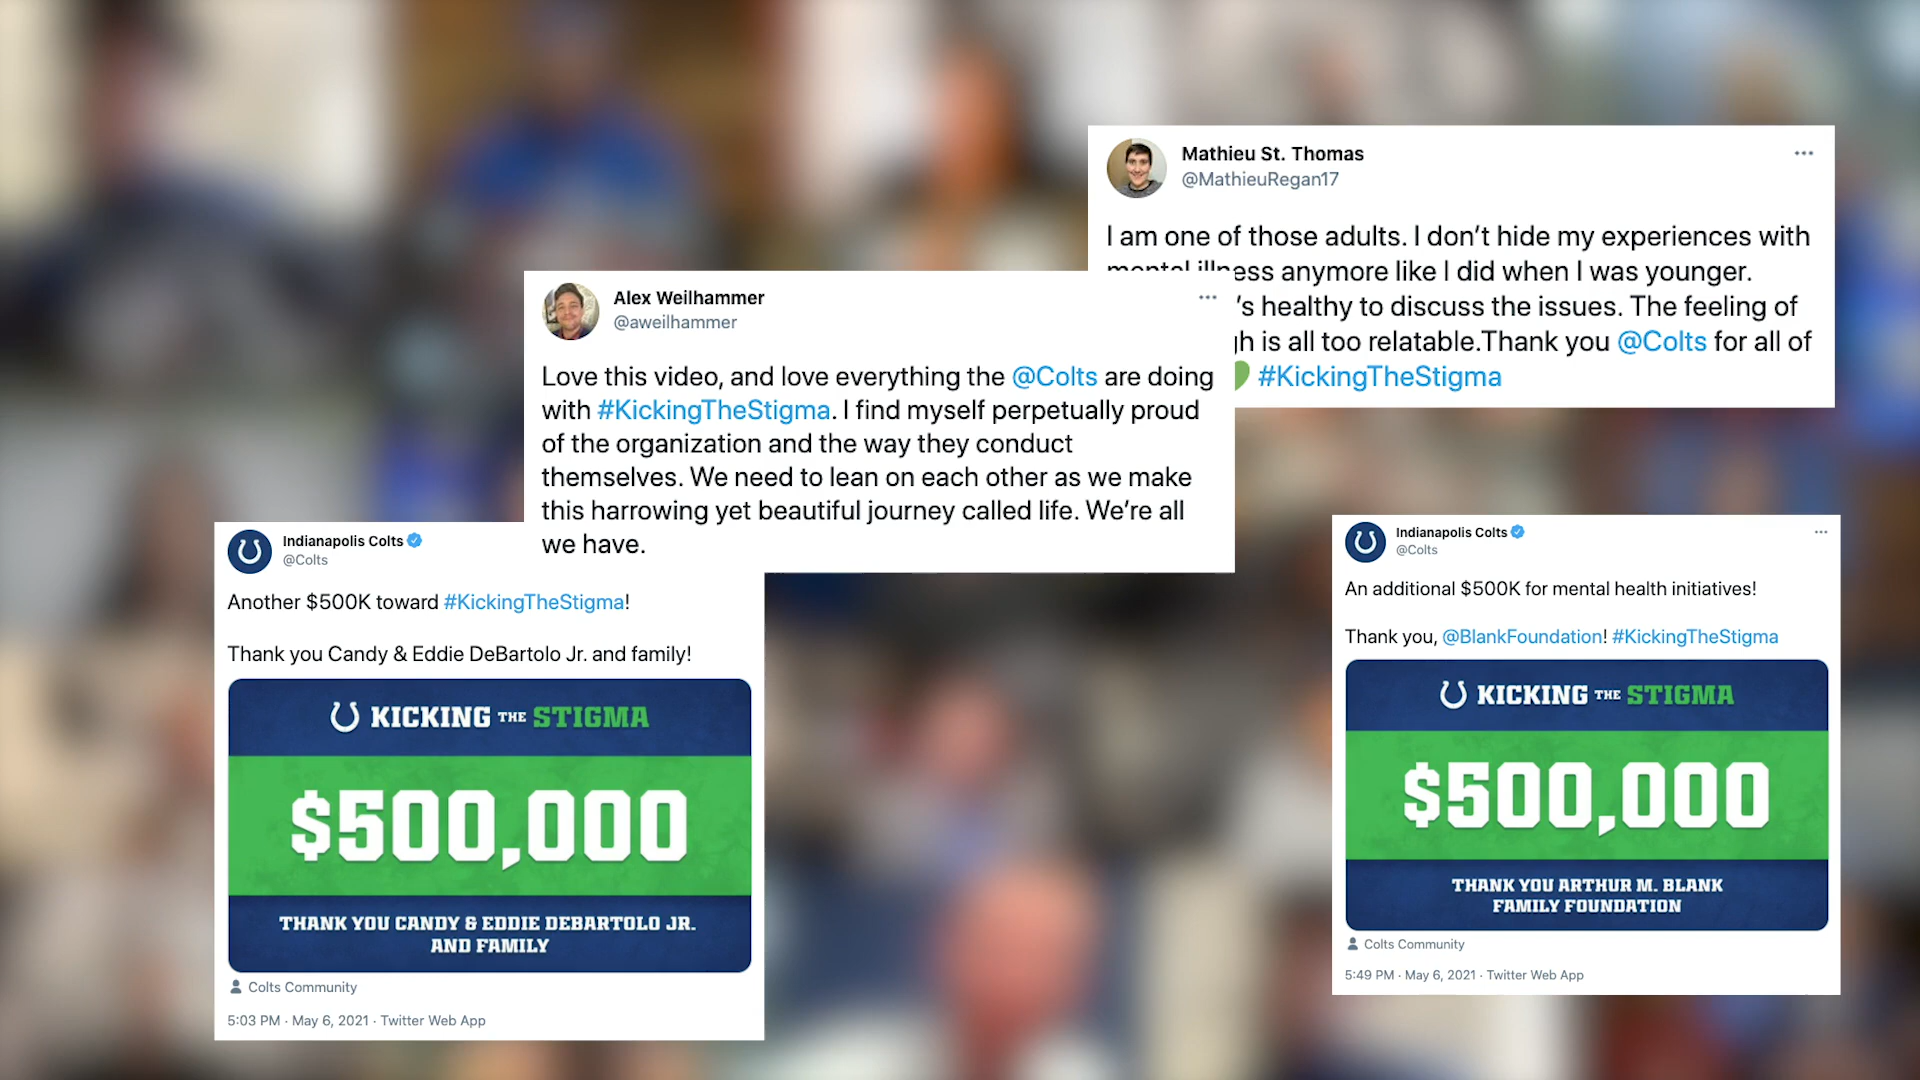 Mathieu St. Thomas
@MathieuRegan17
I am one of those adults. I don't hide my experiences with
mental illness anymore like I did when I was younger.
's healthy to discuss the issues. The feeling of
is all too relatable.Thank you @Colts for all of
#KickingTheStigma
Alex Weilhammer
@aweilhammer
Love this video, and love everything the @Colts are doing
with #KickingTheStigma. I find myself perpetually proud
of the organization and the way they conduct
themselves. We need to lean on each other as we make
this harrowing yet beautiful journey called life. We're all
we have.
Indianapolis Colts
@Colts
Another $500K toward #KickingTheStigma!
Thank you Candy & Eddie DeBartolo Jr. and family!
KICKING THE STIGMA
$500,000
THANK YOU CANDY & EDDIE DEBARTOLO JR.
AND FAMILY
Colts Community
5:03 PM · May 6, 2021 · Twitter Web App
Indianapolis Colts
@Colts
An additional $500K for mental health initiatives!
Thank you, @BlankFoundation! #KickingTheStigma
KICKING THE STIGMA
$500,000
THANK YOU ARTHUR M. BLANK
FAMILY FOUNDATION
Colts Community
5:49 PM · May 6, 2021 · Twitter Web App